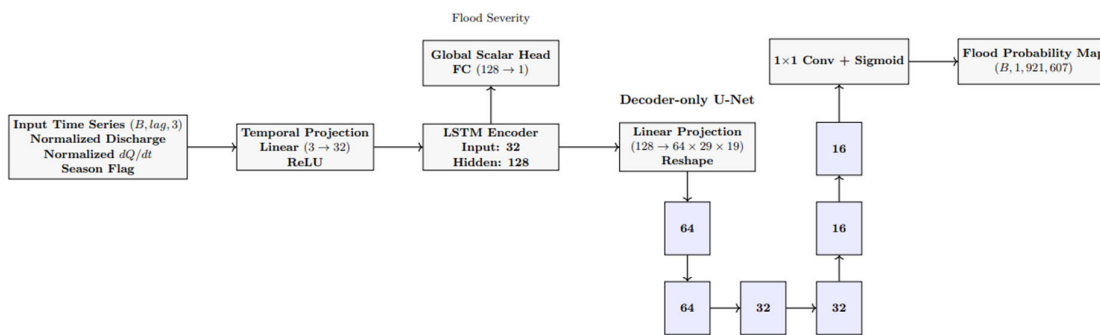 Flood Severity
Global Scalar Head
FC (128 → 1)
1×1 Conv + Sigmoid
Flood Probability Map
(B, 1, 921, 607)
Decoder-only U-Net
Input Time Series (B, lag, 3)
Normalized Discharge
Normalized dQ/dt
Season Flag
Temporal Projection
Linear (3 → 32)
ReLU
LSTM Encoder
Input: 32
Hidden: 128
Linear Projection
(128 → 64 × 29 × 19)
Reshape
16
64
16
64
32
32